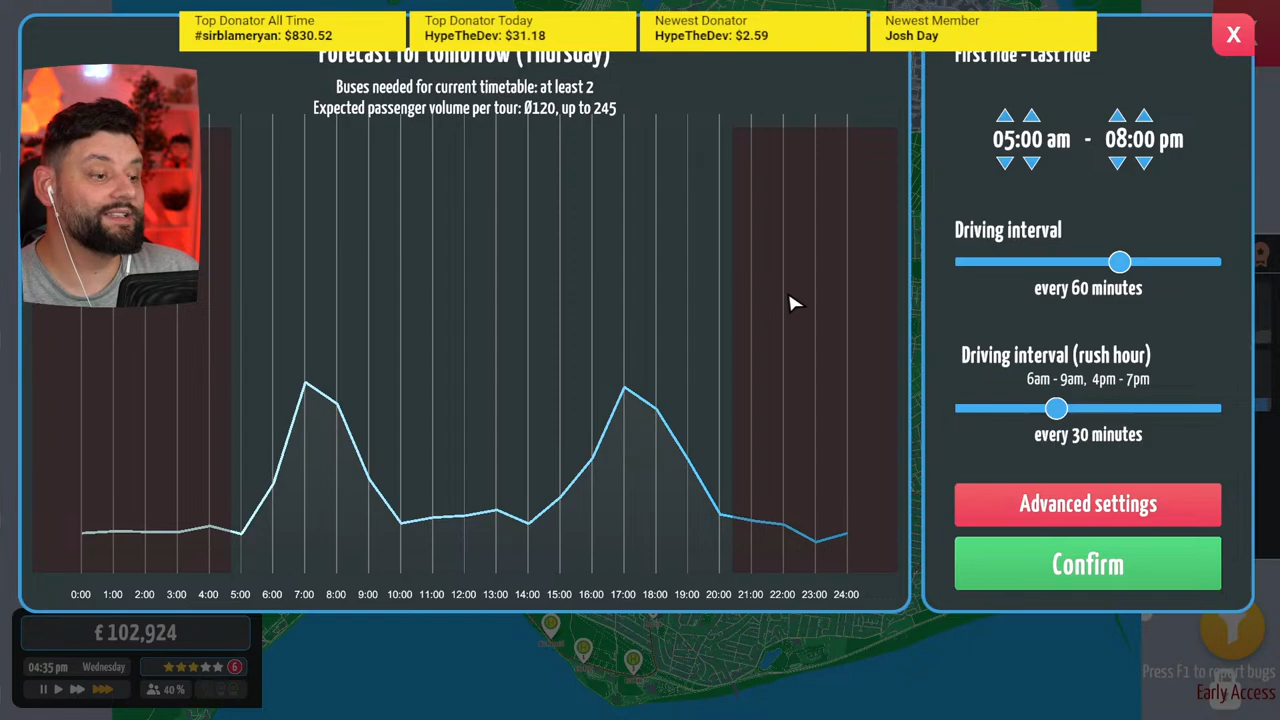 Top Donator All Time
#sirblameryan: $830.52
Top Donator Today
HypeTheDev: $31.18
Newest Donator
HypeTheDev: $2.59
Newest Member
Josh Day
X
Forecast for tomorrow (Thursday)
Buses needed for current timetable: at least 2
Expected passenger volume per tour: Ø120, up to 245
0:00 1:00 2:00 3:00 4:00 5:00 6:00 7:00 8:00 9:00 10:00 11:00 12:00 13:00 14:00 15:00 16:00 17:00 18:00 19:00 20:00 21:00 22:00 23:00 24:00
First ride - Last ride
05:00 am - 08:00 pm
Driving interval
every 60 minutes
Driving interval (rush hour)
6am - 9am, 4pm - 7pm
every 30 minutes
Advanced settings
Confirm
£ 102,924
04:35 pm Wednesday 6
40 %
Press F1 to report bugs
Early Access